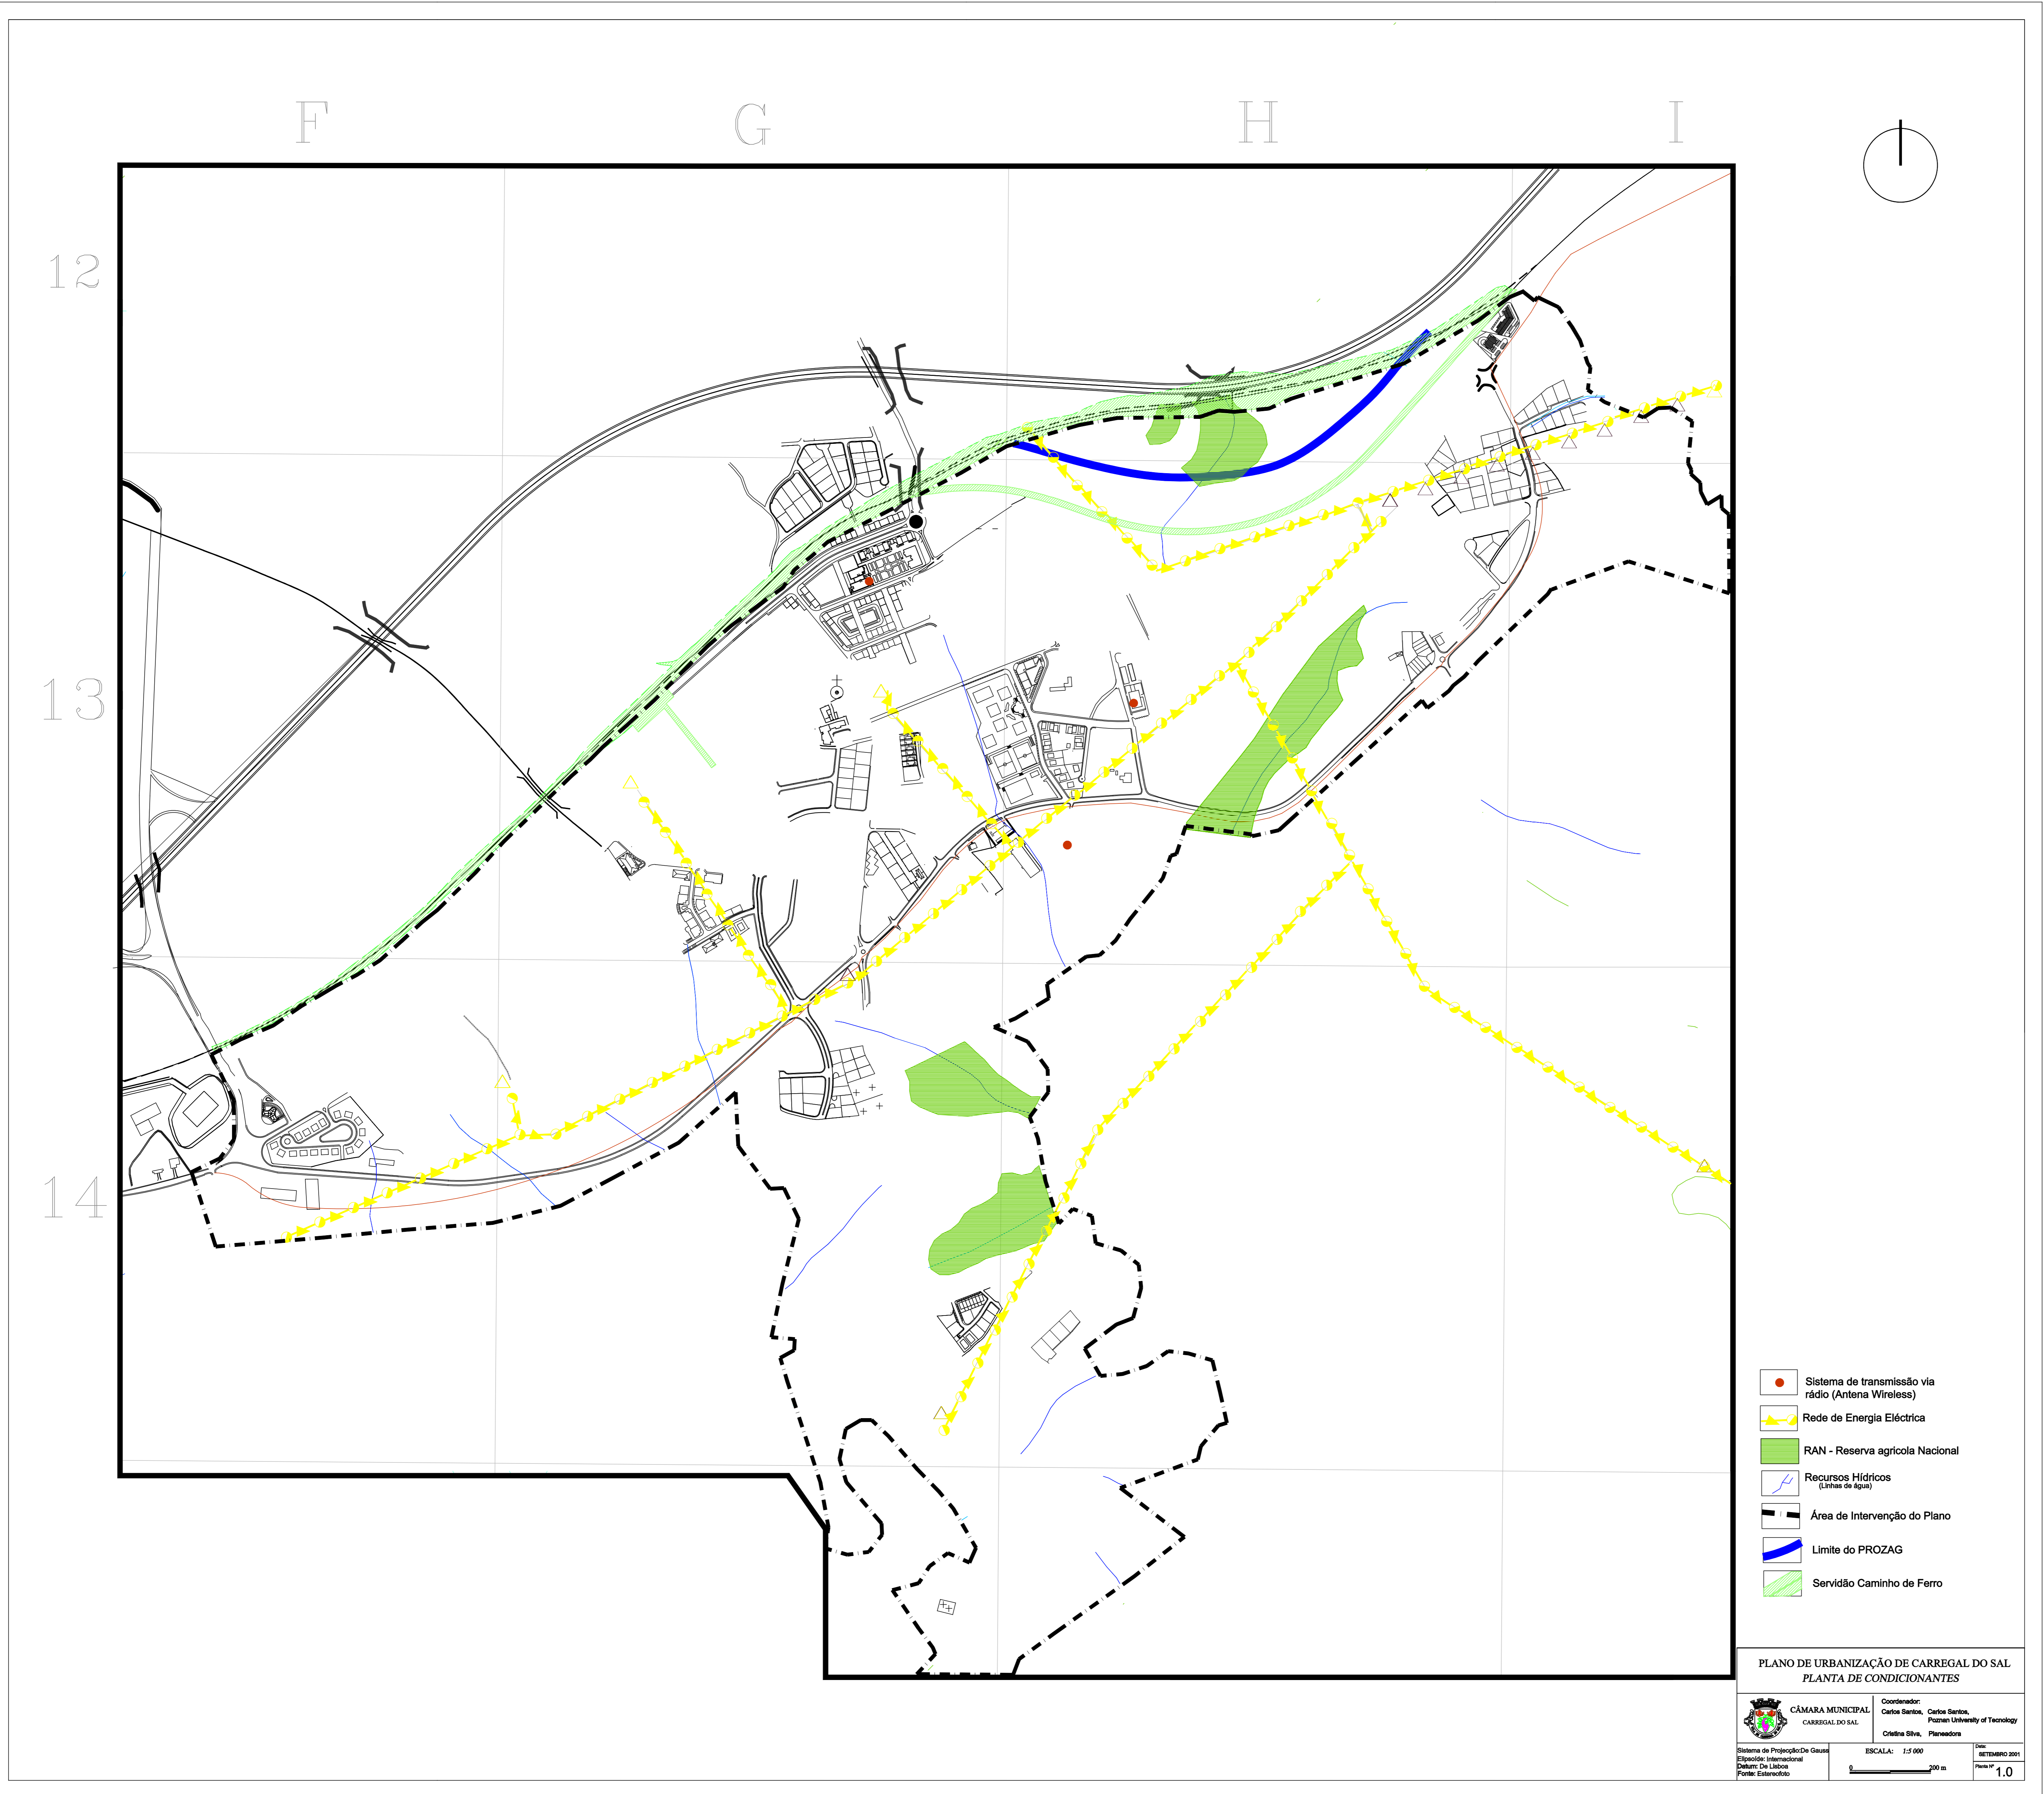 F G H I
12
13
14
Sistema de transmissão via
rádio (Antena Wireless)
Rede de Energia Eléctrica
RAN - Reserva agricola Nacional
Recursos Hídricos
(Linhas de água)
Área de Intervenção do Plano
Limite do PROZAG
Servidão Caminho de Ferro
PLANO DE URBANIZAÇÃO DE CARREGAL DO SAL
PLANTA DE CONDICIONANTES
CÂMARA MUNICIPAL
CARREGAL DO SAL
Coordenador:
Carlos Santos, Carlos Santos,
Poznan University of Tecnology
Cristina Silva, Planeadora
Sistema de Projecção:De Gauss
Elipsoíde: Internacional
Datum: De Lisboa
Fonte: Estereofoto
ESCALA: 1:5 000
0 200 m
Data:
SETEMBRO 2001
Planta Nº 1.0